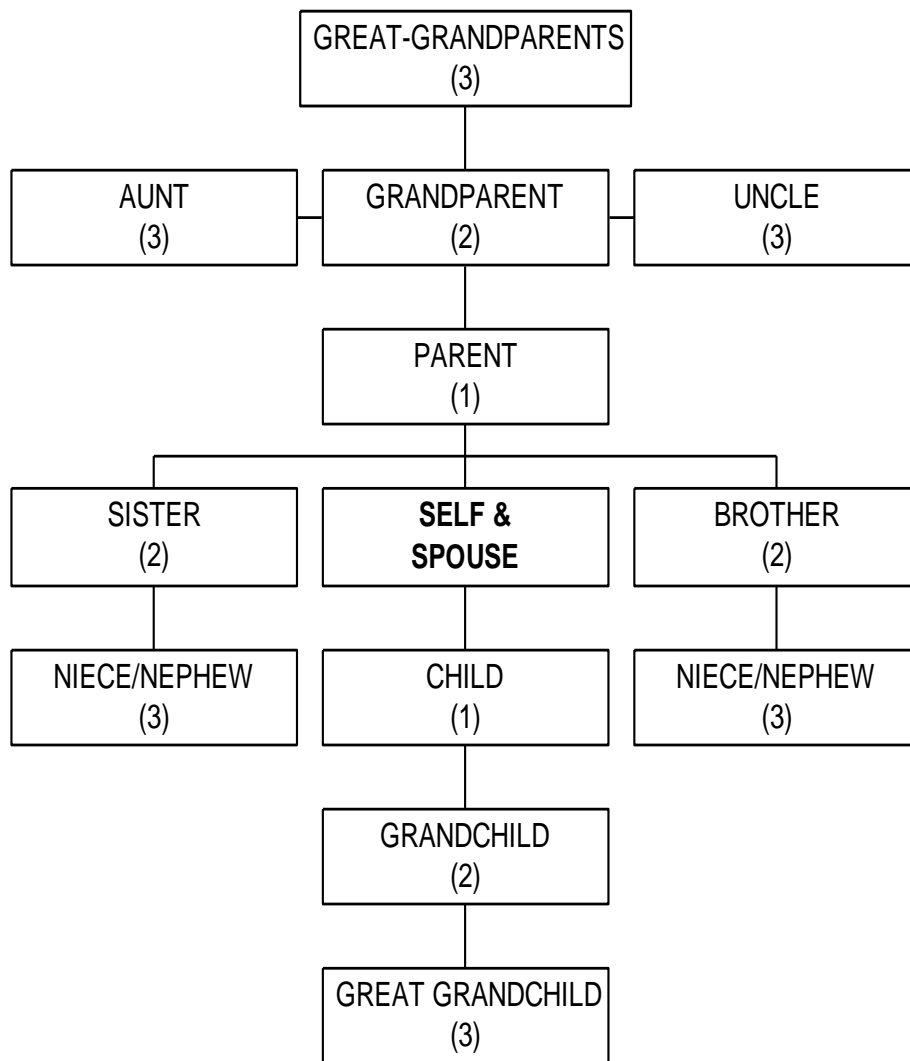 GREAT-GRANDPARENTS
(3)
AUNT
(3)
GRANDPARENT
(2)
UNCLE
(3)
PARENT
(1)
SISTER
(2)
SELF &
SPOUSE
BROTHER
(2)
NIECE/NEPHEW
(3)
CHILD
(1)
NIECE/NEPHEW
(3)
GRANDCHILD
(2)
GREAT GRANDCHILD
(3)